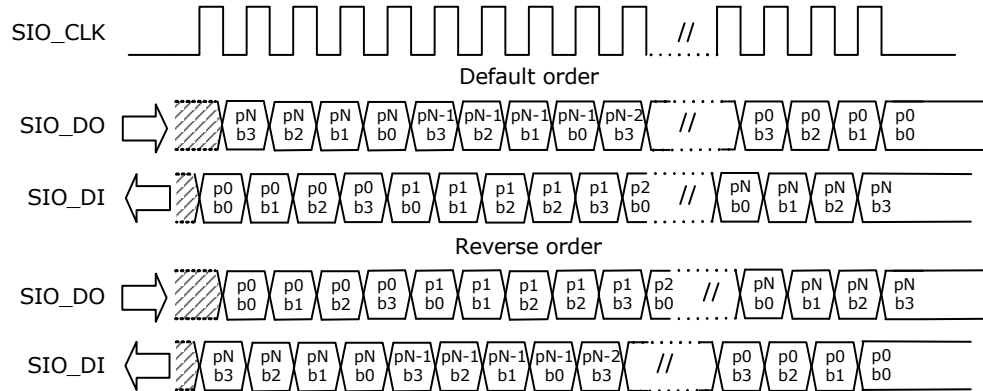 SIO_CLK //
Default order
SIO_DO
pN pN pN pN pN-1 pN-1 pN-1 pN-1 pN-2 // p0 p0 p0 p0
b3 b2 b1 b0 b3 b2 b1 b0 b3 b3 b2 b1 b0
SIO_DI
p0 p0 p0 p0 p1 p1 p1 p1 p1 p2 // pN pN pN pN
b0 b1 b2 b3 b0 b1 b2 b2 b3 b0 b0 b1 b2 b3
Reverse order
SIO_DO
p0 p0 p0 p0 p1 p1 p1 p1 p1 p2 // pN pN pN pN
b0 b1 b2 b3 b0 b1 b2 b2 b3 b0 b0 b1 b2 b3
SIO_DI
pN pN pN pN pN-1 pN-2 pN-1 pN-1 pN-2 // p0 p0 p0 p0
b3 b2 b1 b0 b3 b2 b1 b0 b3 b3 b2 b1 b0